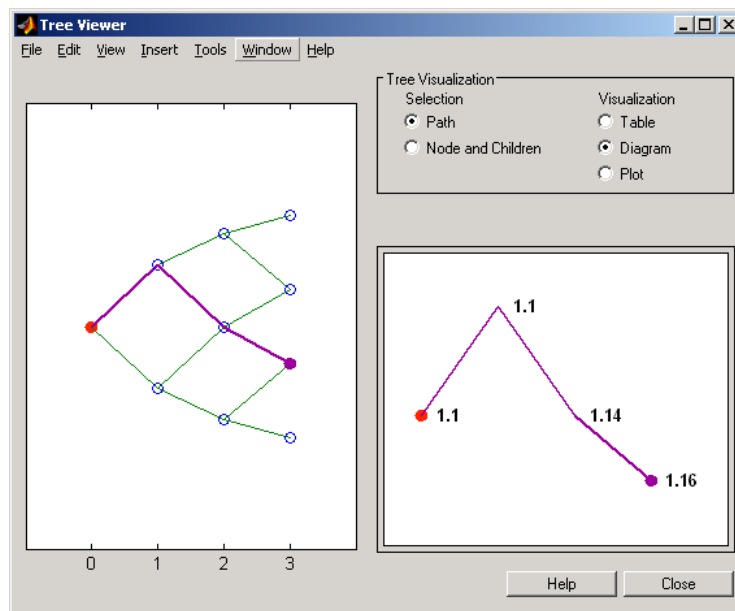 Tree Viewer
File Edit View Insert Tools Window Help
Tree Visualization
Selection
Path
Node and Children
Visualization
Table
Diagram
Plot
0 1 2 3
1.1
1.1
1.14
1.16
Help Close